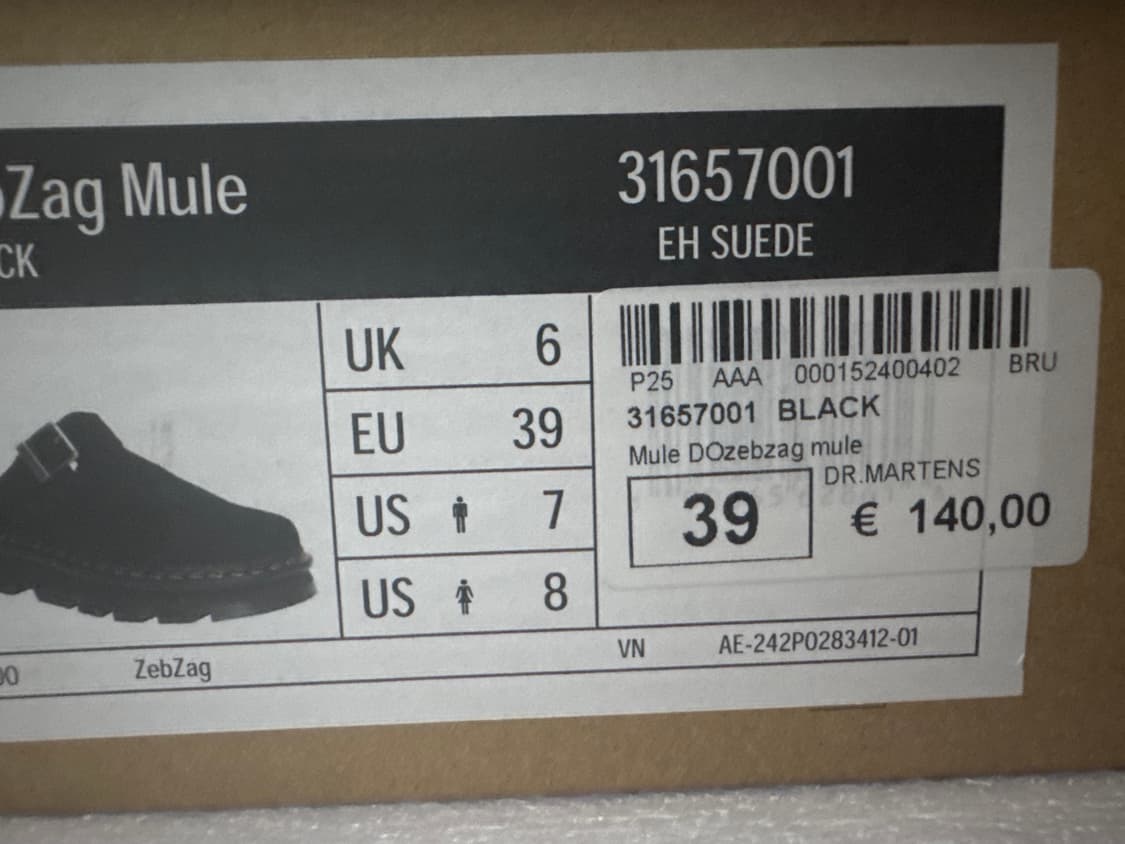 Zag Mule
CK
31657001
EH SUEDE
UK 6
EU 39
US 7
US 8
P25 AAA 000152400402 BRU
31657001 BLACK
Mule DOzebzag mule
DR.MARTENS
39 € 140,00
ZebZag
VN AE-242P0283412-01